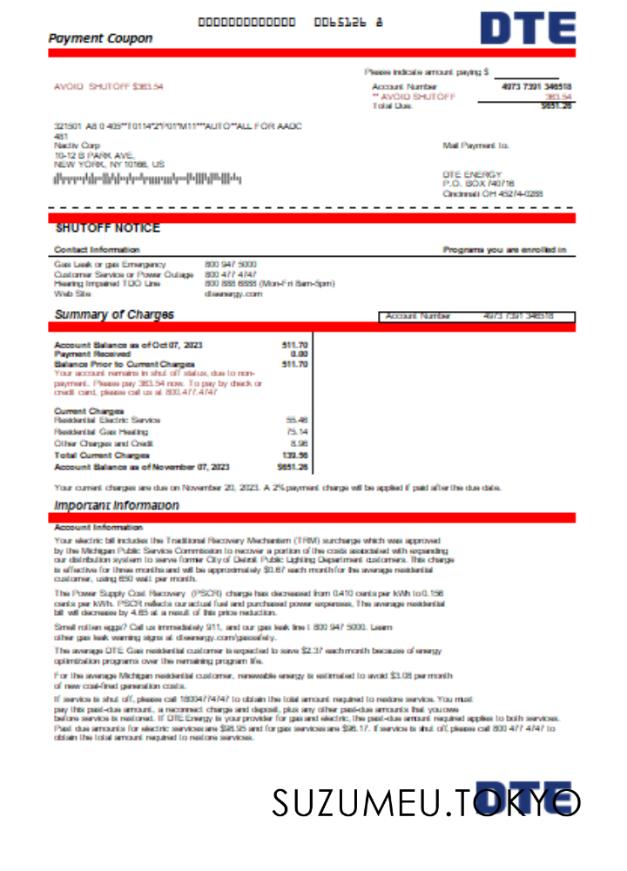 0000000000000 0065126 8
DTE
Payment Coupon
Please indicate amount paying $
AVOID SHUTOFF $363.54
Account Number 4973 7391 346518
** AVOID SHUTOFF 363.54
Total Due: $651.26
321501 A8 0 405**T0114*2*P01*M11***AUTO**ALL FOR AADC
481
Nactiv Corp
10-12 B PARK AVE,
NEW YORK, NY 10166, US
Mail Payment to.
DTE ENERGY
P.O. BOX 740716
Cincinnati OH 45274-0288
SHUTOFF NOTICE
Contact Information Programs you are enrolled in
Gas Leak or gas Emergency 800 947 5000
Customer Service or Power Outage 800 477 4747
Hearing Impaired TDD Line 800 888 6888 (Mon-Fri 8am-5pm)
Web Site dteenergy.com
Summary of Charges
Account Number 4973 7391 346518
Account Balance as of Oct 07, 2023 511.70
Payment Received 0.00
Balance Prior to Current Charges 511.70
Your account remains in shut off status, due to non-
payment. Please pay 363.54 now. To pay by check or
credit card, please call us at 800.477.4747
Current Charges
Residential Electric Service 55.46
Residential Gas Heating 75.14
Other Charges and Credit 8.96
Total Current Charges 139.56
Account Balance as of November 07, 2023 $651.26
Your current charges are due on November 20, 2023. A 2% payment charge will be applied if paid after the due date.
Important Information
Account Information
Your electric bill includes the Traditional Recovery Mechanism (TRM) surcharge which was approved
by the Michigan Public Service Commission to recover a portion of the costs associated with expanding
our distribution system to serve former City of Detroit Public Lighting Department customers. This charge
is effective for three months and will be approximately $0.67 each month for the average residential
customer, using 650 watt per month.
The Power Supply Cost Recovery (PSCR) charge has decreased from 0.410 cents per kWh to 0.156
cents per kWh. PSCR reflects our actual fuel and purchased power expenses, The average residential
bill will decrease by 4.65 at a result of this price reduction.
Smell rotten eggs? Call us immediately 911, and our gas leak line t 800 947 5000. Learn
other gas leak warning signs at dteenergy.com/gassafely.
The average DTE Gas residential customer is expected to save $2.37 each month because of energy
optimization programs over the remaining program life.
For the average Michigan residential customer, renewable energy is estimated to avoid $3.08 per month
of new coal-fired generation costs.
If service is shut off, please call 18004774747 to obtain the total amount required to restore service. You must
pay this past-due amount, a reconnect charge and deposit, plus any other past-due amounts that you owe
before service is restored. If DTE Energy is your provider for gas and electric, the past-due amount required applies to both services.
Past due amounts for electric services are $98.95 and for gas services are $96.17. If service is shut off, please call 800 477 4747 to
obtain the total amount required to restore services.
DTE
SUZUMEU.TOKYO